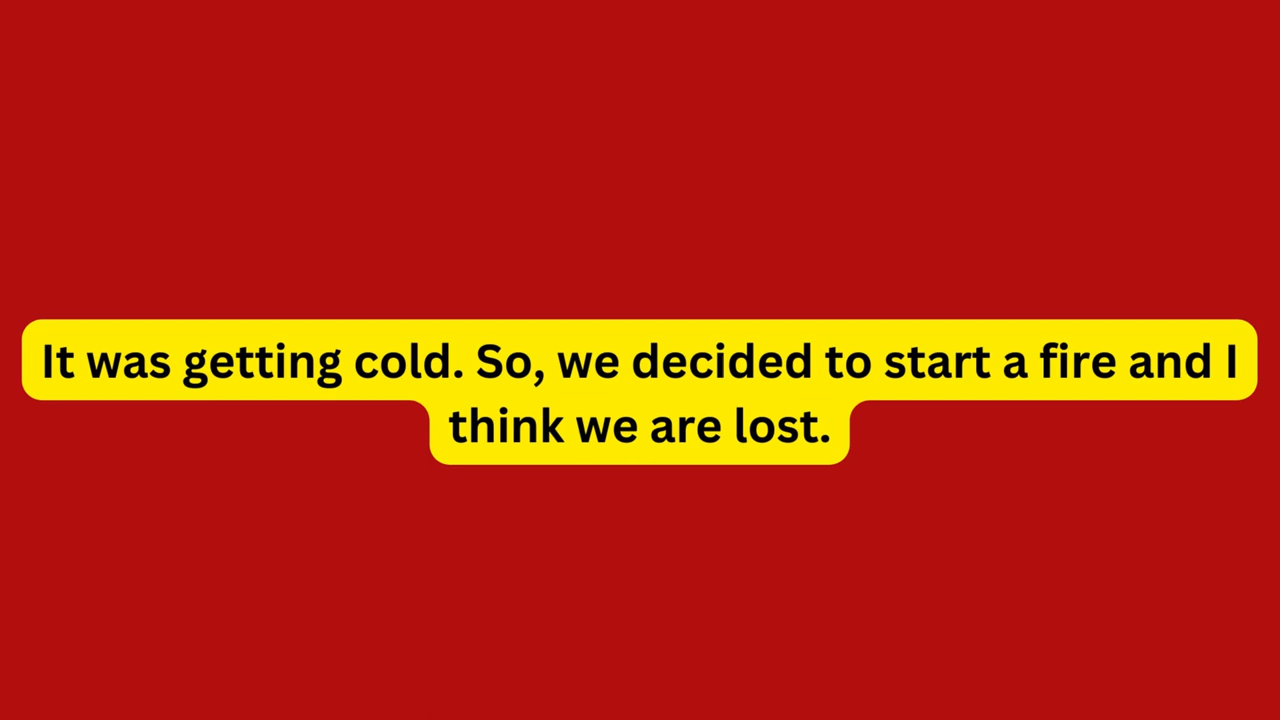 It was getting cold. So, we decided to start a fire and I
think we are lost.